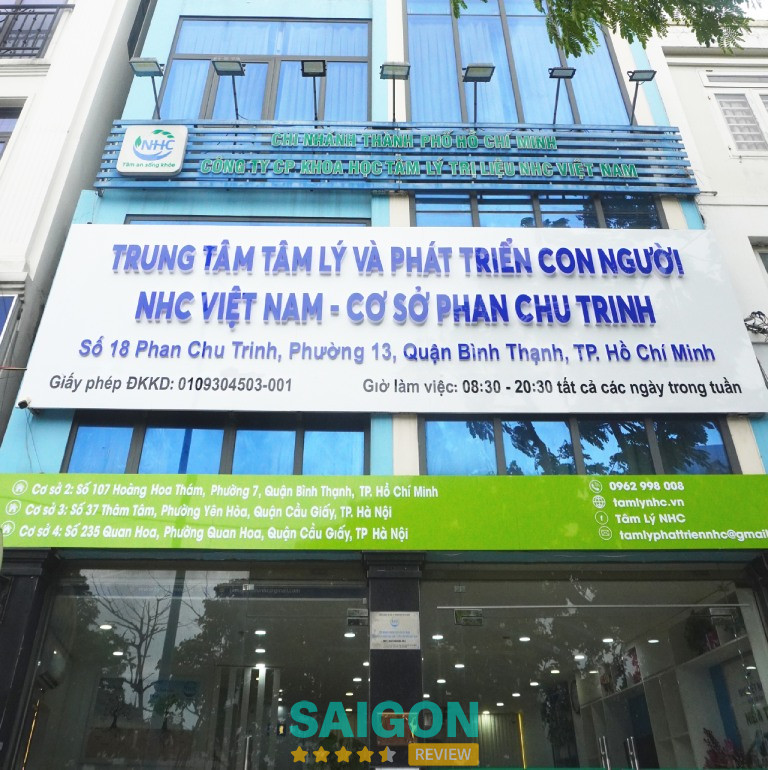 CHI NHÁNH THÀNH PHỐ HỒ CHÍ MINH
NHC
Tâm an sống khỏe
CÔNG TY CP KHOA HỌC TÂM LÝ TRỊ LIỆU NHC VIỆT NAM
TRUNG TÂM TÂM LÝ VÀ PHÁT TRIỂN CON NGƯỜI
NHC VIỆT NAM - CƠ SỞ PHAN CHU TRINH
Số 18 Phan Chu Trinh, Phường 13, Quận Bình Thạnh, TP. Hồ Chí Minh
Giấy phép ĐKKD: 0109304503-001
Giờ làm việc: 08:30 - 20:30 tất cả các ngày trong tuần
Cơ sở 2: Số 107 Hoàng Hoa Thám, Phường 7, Quận Bình Thạnh, TP. Hồ Chí Minh
Cơ sở 3: Số 37 Thám Tâm, Phường Yên Hòa, Quận Cầu Giấy, TP. Hà Nội
Cơ sở 4: Số 235 Quan Hoa, Phường Quan Hoa, Quận Cầu Giấy, TP Hà Nội
0962 998 008
tamlynhc.vn
Tâm Lý NHC
tamlyphattriennhc@gmail
SAIGON
REVIEW